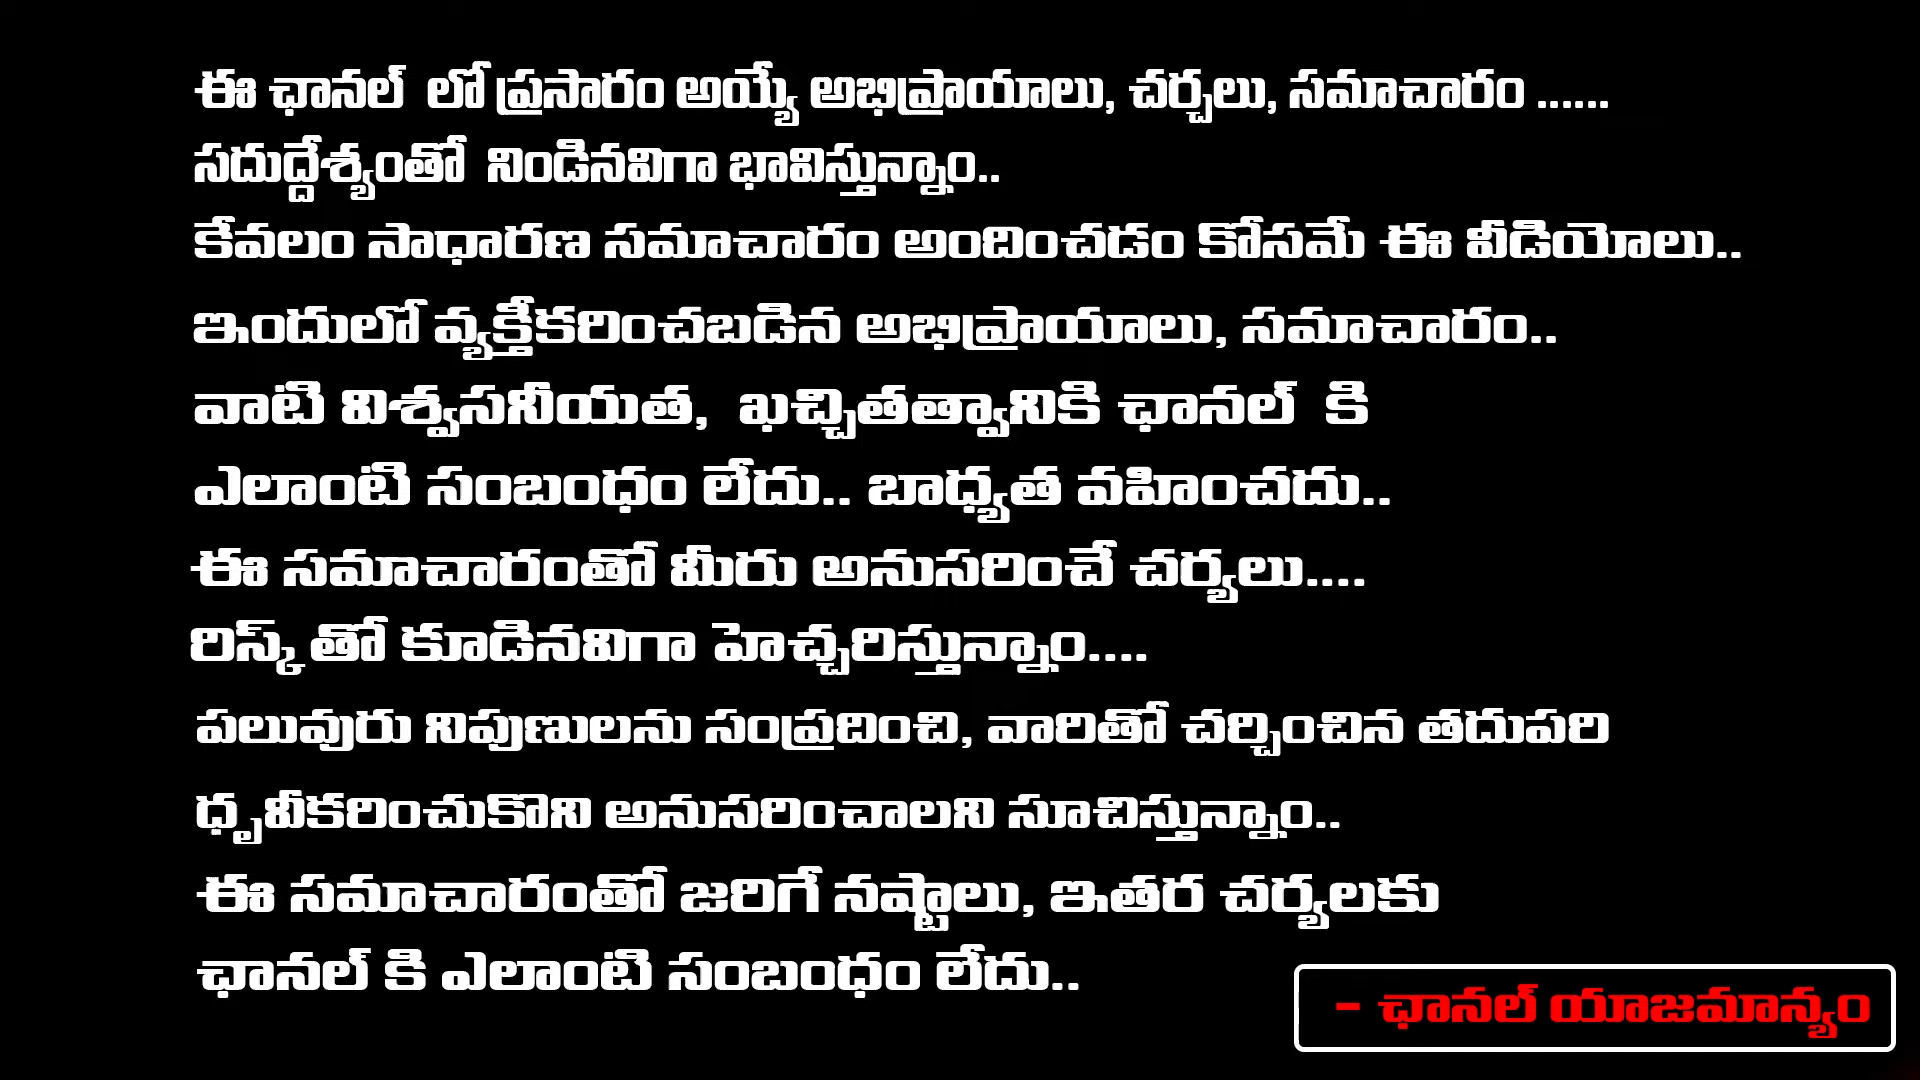 ఈ ఛానల్ లో ప్రసారం అయ్యే అభిప్రాయాలు, చర్చలు, సమాచారం ......
సదుద్దేశ్యంతో నిండినవిగా భావిస్తున్నాం..
కేవలం సాధారణ సమాచారం అందించడం కోసమే ఈ వీడియోలు..
ఇందులో వ్యక్తీకరించబడిన అభిప్రాయాలు, సమాచారం..
వాటి విశ్వసనీయత, ఖచ్చితత్వానికి ఛానల్ కి
ఎలాంటి సంబంధం లేదు.. బాధ్యత వహించదు..
ఈ సమాచారంతో మీరు అనుసరించే చర్యలు....
రిస్క్ తో కూడినవిగా హెచ్చరిస్తున్నాం....
పలువురు నిపుణులను సంప్రదించి, వారితో చర్చించిన తదుపరి
ధృవీకరించుకొని అనుసరించాలని సూచిస్తున్నాం..
ఈ సమాచారంతో జరిగే నష్టాలు, ఇతర చర్యలకు
ఛానల్ కి ఎలాంటి సంబంధం లేదు..
- ఛానల్ యాజమాన్యం